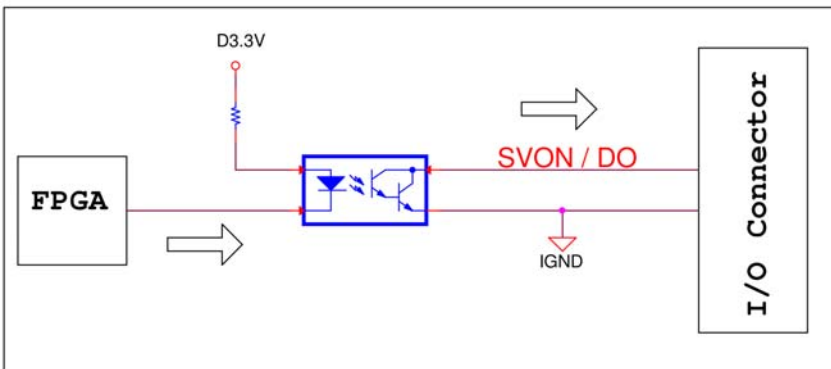 D3.3V
FPGA
SVON / DO
IGND
I/O Connector